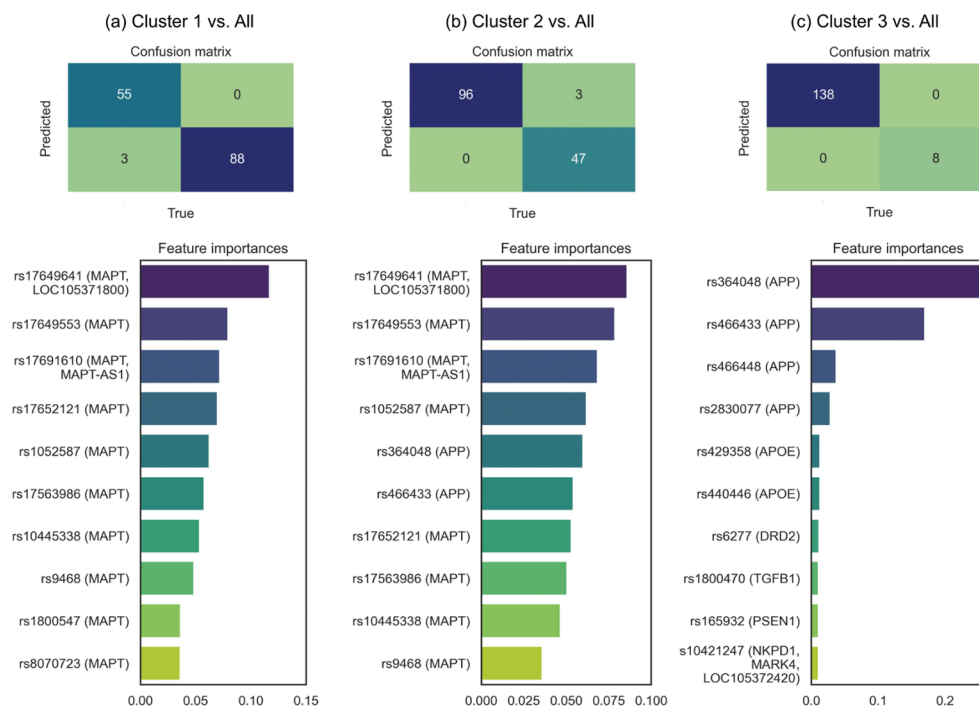 (a) Cluster 1 vs. All
Confusion matrix
Predicted
55
0
3
88
True
Feature importances
rs17649641 (MAPT,
LOC105371800)
rs17649553 (MAPT)
rs17691610 (MAPT,
MAPT-AS1)
rs17652121 (MAPT)
rs1052587 (MAPT)
rs17563986 (MAPT)
rs10445338 (MAPT)
rs9468 (MAPT)
rs1800547 (MAPT)
rs8070723 (MAPT)
0.00 0.05 0.10 0.15
(b) Cluster 2 vs. All
Confusion matrix
Predicted
96
3
0
47
True
Feature importances
rs17649641 (MAPT,
LOC105371800)
rs17649553 (MAPT)
rs17691610 (MAPT,
MAPT-AS1)
rs1052587 (MAPT)
rs364048 (APP)
rs466433 (APP)
rs17652121 (MAPT)
rs17563986 (MAPT)
rs10445338 (MAPT)
rs9468 (MAPT)
0.000 0.025 0.050 0.075 0.100
(c) Cluster 3 vs. All
Confusion matrix
Predicted
138
0
0
8
True
Feature importances
rs364048 (APP)
rs466433 (APP)
rs466448 (APP)
rs2830077 (APP)
rs429358 (APOE)
rs440446 (APOE)
rs6277 (DRD2)
rs1800470 (TGFB1)
rs165932 (PSEN1)
s10421247 (NKPD1,
MARK4,
LOC105372420)
0.0 0.1 0.2